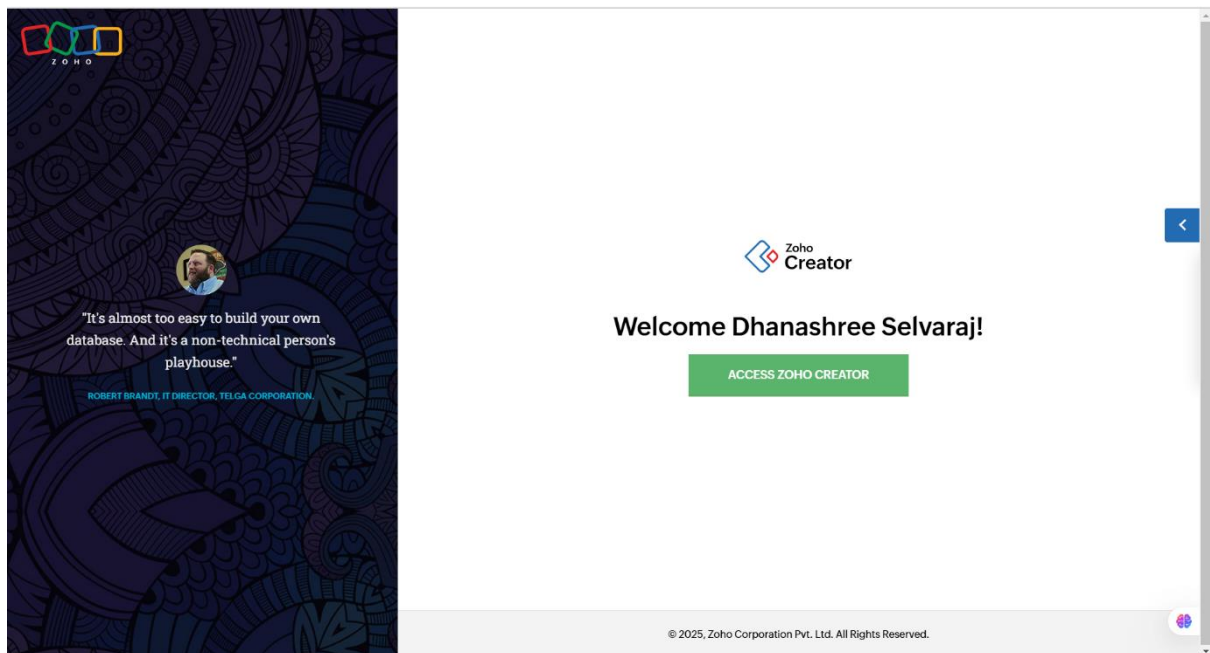 ZOHO
"It's almost too easy to build your own
database. And it's a non-technical person's
playhouse."
ROBERT BRANDT, IT DIRECTOR, TELGA CORPORATION.
Zoho
Creator
Welcome Dhanashree Selvaraj!
ACCESS ZOHO CREATOR
© 2025, Zoho Corporation Pvt. Ltd. All Rights Reserved.